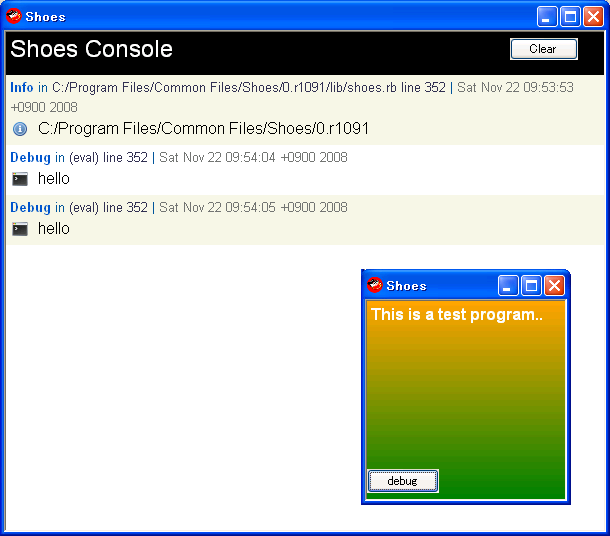 Shoes
Shoes Console
Clear
Info in C:/Program Files/Common Files/Shoes/0.r1091/lib/shoes.rb line 352 | Sat Nov 22 09:53:53
+0900 2008
C:/Program Files/Common Files/Shoes/0.r1091
Debug in (eval) line 352 | Sat Nov 22 09:54:04 +0900 2008
hello
Debug in (eval) line 352 | Sat Nov 22 09:54:05 +0900 2008
hello
Shoes
This is a test program..
debug